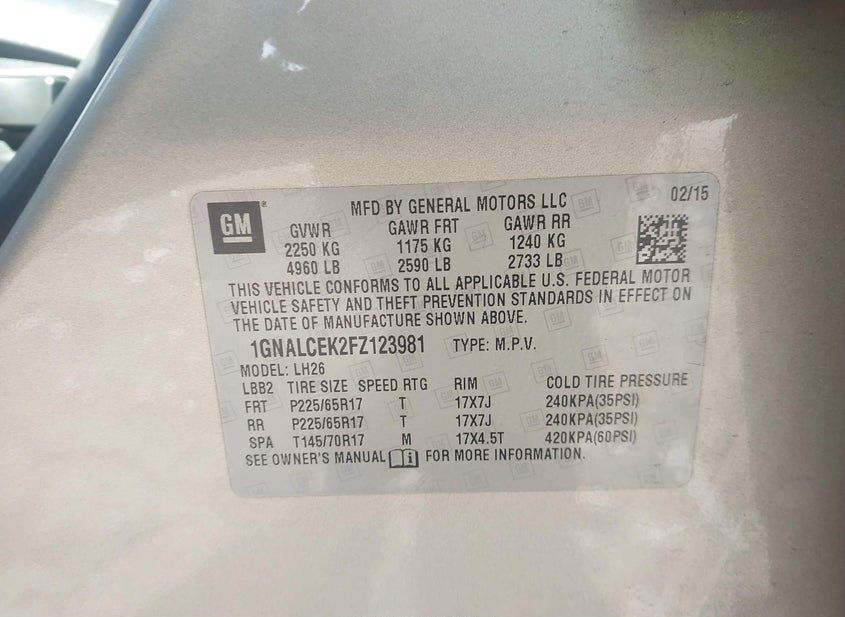 GM
MFD BY GENERAL MOTORS LLC
02/15
GVWR GAWR FRT GAWR RR
2250 KG 1175 KG 1240 KG
4960 LB 2590 LB 2733 LB
THIS VEHICLE CONFORMS TO ALL APPLICABLE U.S. FEDERAL MOTOR
VEHICLE SAFETY AND THEFT PREVENTION STANDARDS IN EFFECT ON
THE DATE OF MANUFACTURE SHOWN ABOVE.
1GNALCEK2FZ123981 TYPE: M.P.V.
MODEL: LH26
LBB2 TIRE SIZE SPEED RTG RIM COLD TIRE PRESSURE
FRT P225/65R17 T 17X7J 240KPA(35PSI)
RR P225/65R17 T 17X7J 240KPA(35PSI)
SPA T145/70R17 M 17X4.5T 420KPA(60PSI)
SEE OWNER'S MANUAL FOR MORE INFORMATION.